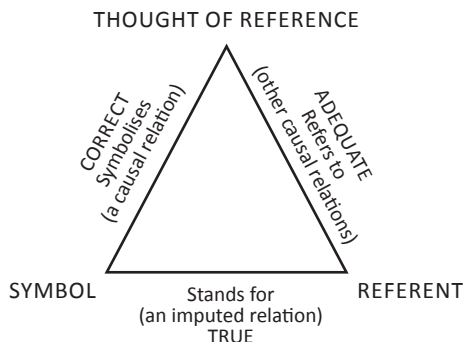 THOUGHT OF REFERENCE
CORRECT
Symbolises
(a causal relation)
ADEQUATE
Refers to
(other causal relations)
SYMBOL
Stands for
(an imputed relation)
TRUE
REFERENT